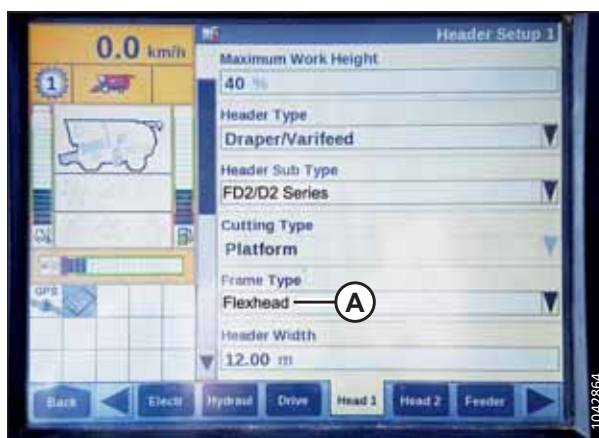 0.0 km/h
Header Setup 1
1
Maximum Work Height
40 %
Header Type
Draper/Varifeed
Header Sub Type
FD2/D2 Series
Cutting Type
Platform
Frame Type
Flexhead
A
Header Width
12.00 m
GPS
Back
Electr
Hydraul
Drive
Head 1
Head 2
Feeder
1042864